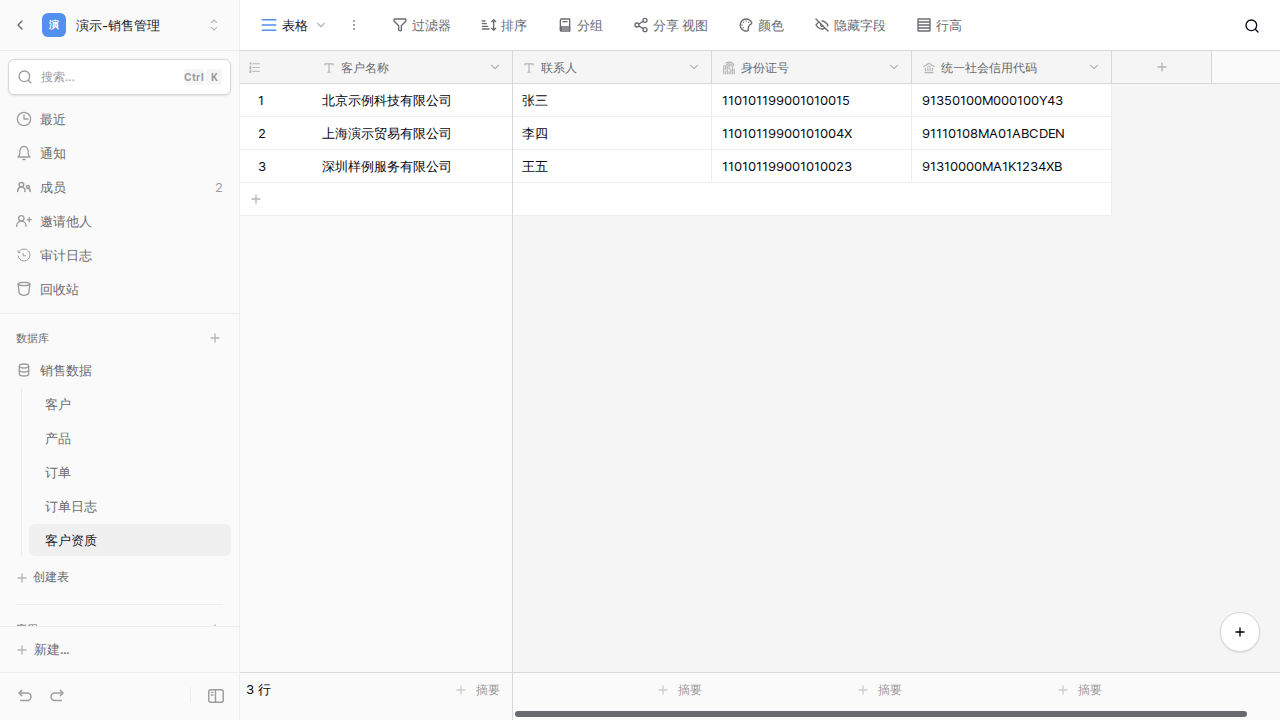 演 演示-销售管理
搜索... Ctrl K
最近
通知
成员 2
邀请他人
审计日志
回收站
数据库
销售数据
客户
产品
订单
订单日志
客户资质
创建表
新建...
表格 过滤器 排序 分组 分享 视图 颜色 隐藏字段 行高
客户名称 联系人 身份证号 统一社会信用代码
1 北京示例科技有限公司 张三 110101199001010015 91350100M000100Y43
2 上海演示贸易有限公司 李四 11010119900101004X 91110108MA01ABCDEN
3 深圳样例服务有限公司 王五 110101199001010023 91310000MA1K1234XB
3 行 摘要 摘要 摘要 摘要